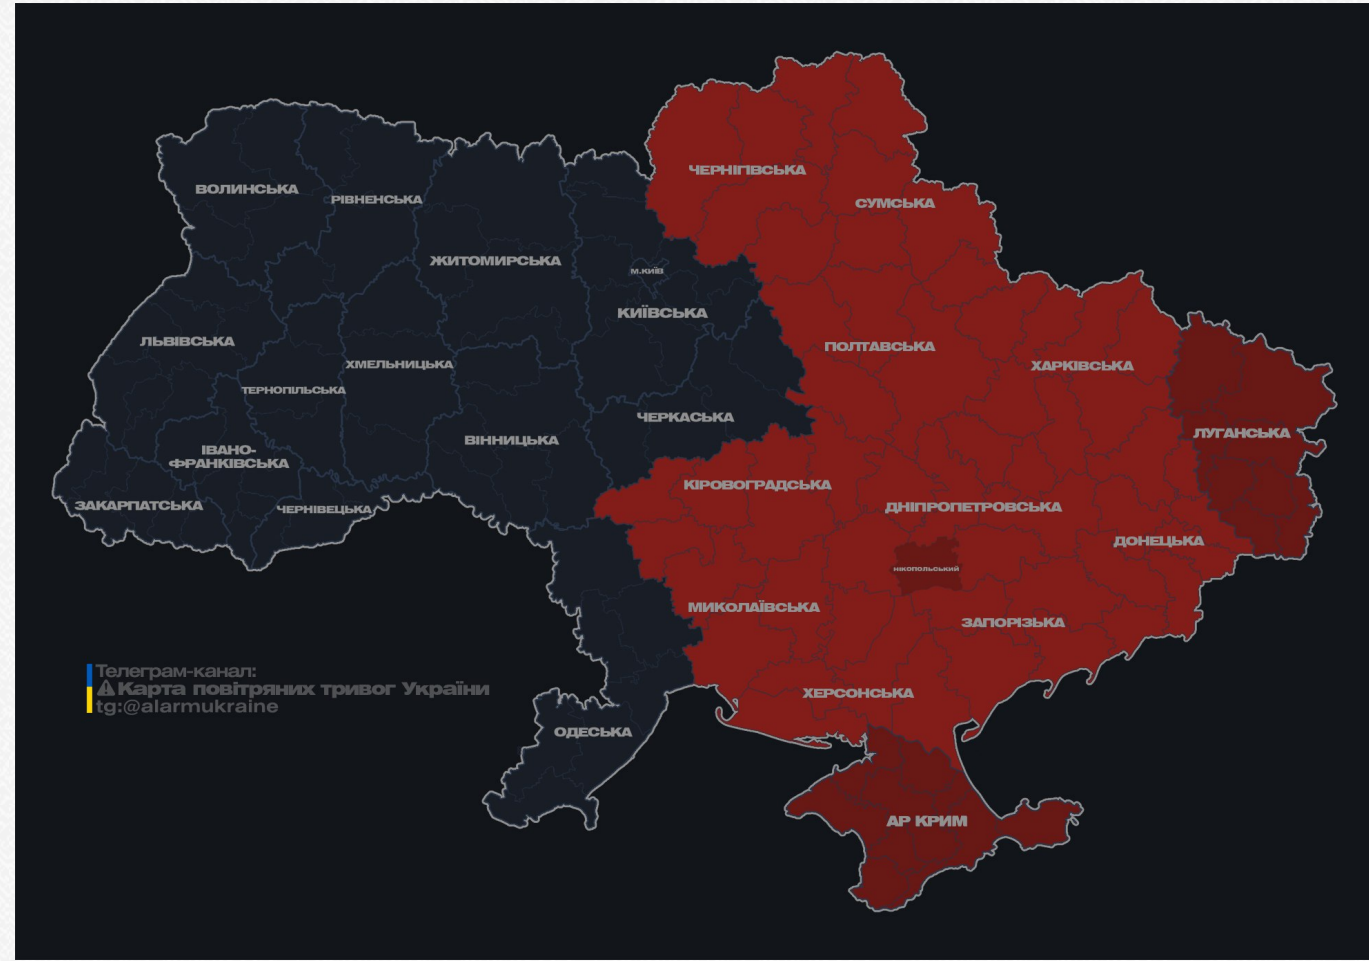 ЧЕРНІГІВСЬКА
ВОЛИНСЬКА
РІВНЕНСЬКА
СУМСЬКА
ЖИТОМИРСЬКА
М.КИЇВ
КИЇВСЬКА
ЛЬВІВСЬКА
ПОЛТАВСЬКА
ХМЕЛЬНИЦЬКА
ХАРКІВСЬКА
ТЕРНОПІЛЬСЬКА
ЧЕРКАСЬКА
ЛУГАНСЬКА
ВІННИЦЬКА
ІВАНО-
ФРАНКІВСЬКА
КІРОВОГРАДСЬКА
ЗАКАРПАТСЬКА
ЧЕРНІВЕЦЬКА
ДНІПРОПЕТРОВСЬКА
ДОНЕЦЬКА
НІКОПОЛЬСЬКИЙ
МИКОЛАЇВСЬКА
ЗАПОРІЗЬКА
Телеграм-канал:
Карта повітряних тривог України
tg:@alarmukraine
ХЕРСОНСЬКА
ОДЕСЬКА
АР КРИМ